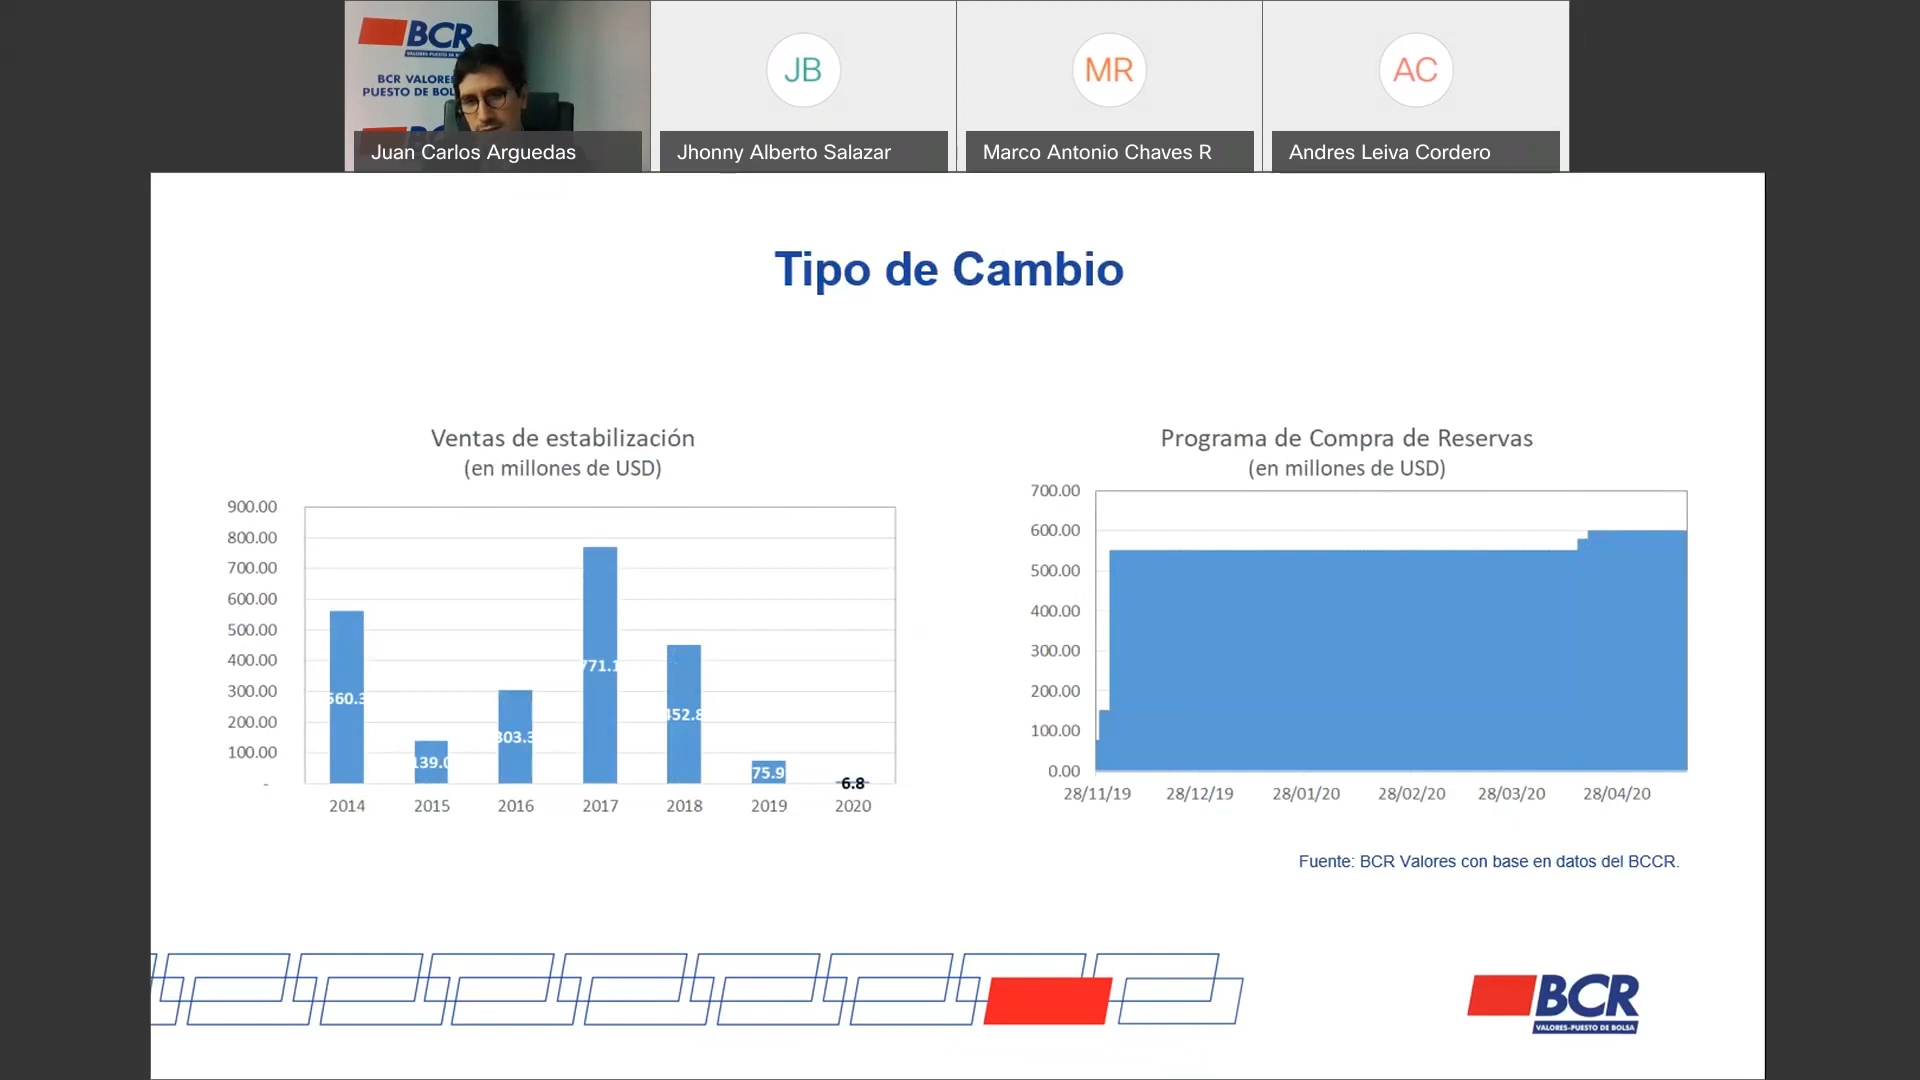 BCR
BCR VALORE
PUESTO DE BOL
JB
MR
AC
Juan Carlos Arguedas
Jhonny Alberto Salazar
Marco Antonio Chaves R
Andres Leiva Cordero
Tipo de Cambio
Ventas de estabilización
(en millones de USD)
900.00
800.00
700.00
600.00
500.00
400.00
300.00
200.00
100.00
-
560.3
139.0
303.3
771.1
452.8
75.9
6.8
2014 2015 2016 2017 2018 2019 2020
Programa de Compra de Reservas
(en millones de USD)
700.00
600.00
500.00
400.00
300.00
200.00
100.00
0.00
28/11/19 28/12/19 28/01/20 28/02/20 28/03/20 28/04/20
Fuente: BCR Valores con base en datos del BCCR.
BCR
VALORES-PUESTO DE BOLSA